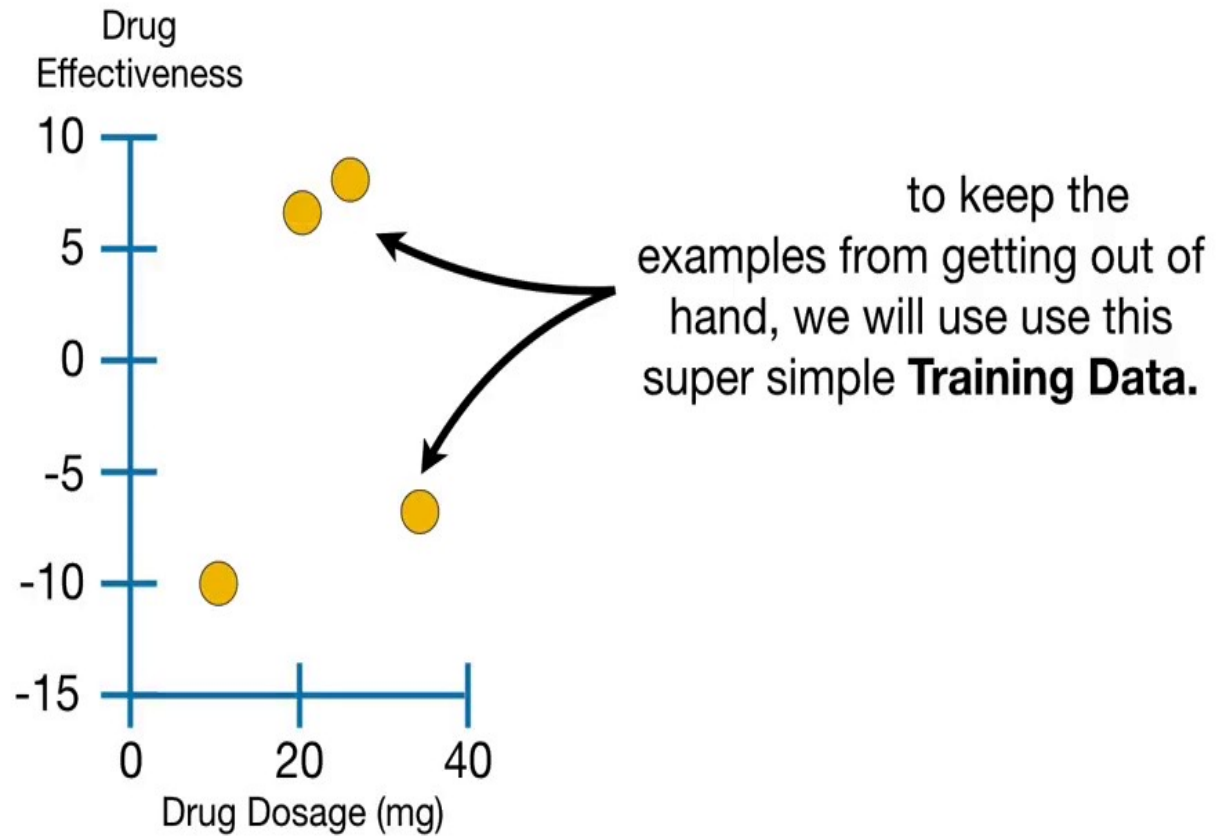 Drug
Effectiveness
10
5
0
-5
-10
-15
0
20
40
Drug Dosage (mg)
to keep the
examples from getting out of
hand, we will use use this
super simple Training Data.